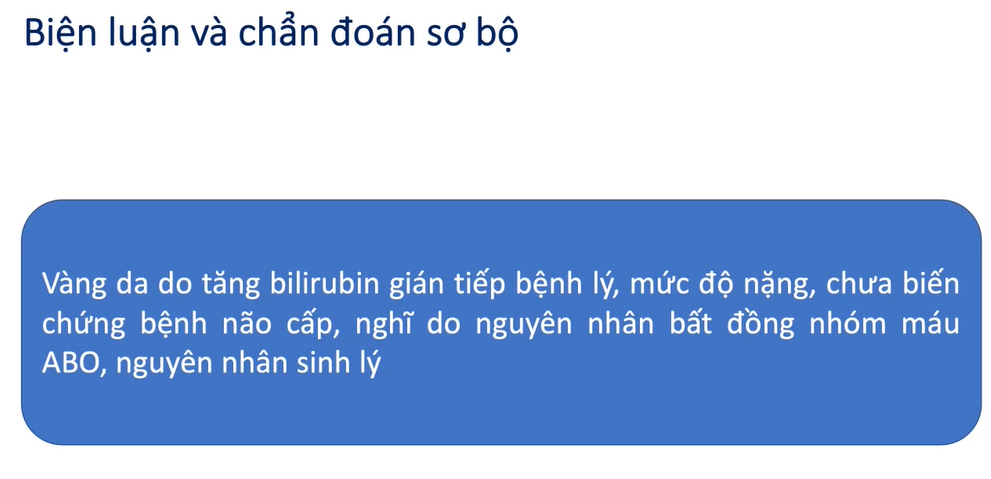 Biện luận và chẩn đoán sơ bộ
Vàng da do tăng bilirubin gián tiếp bệnh lý, mức độ nặng, chưa biến
chứng bệnh não cấp, nghĩ do nguyên nhân bất đồng nhóm máu
ABO, nguyên nhân sinh lý